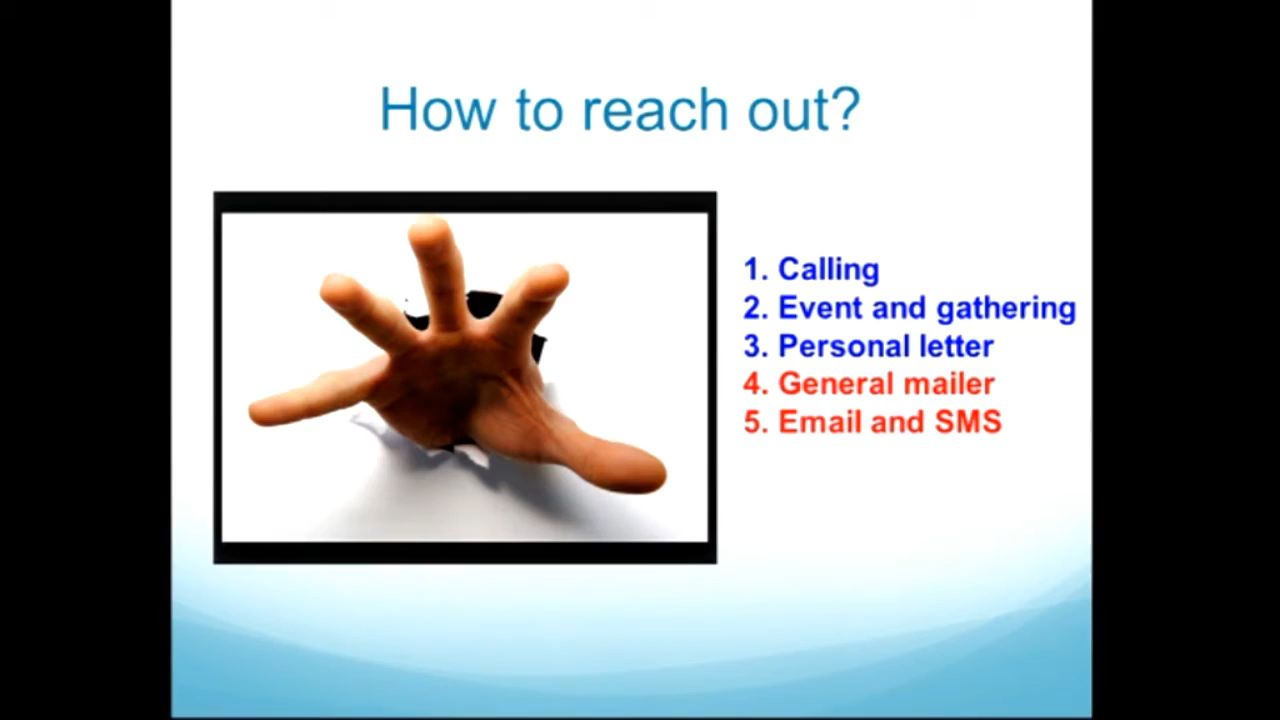 How to reach out?
1. Calling
2. Event and gathering
3. Personal letter
4. General mailer
5. Email and SMS